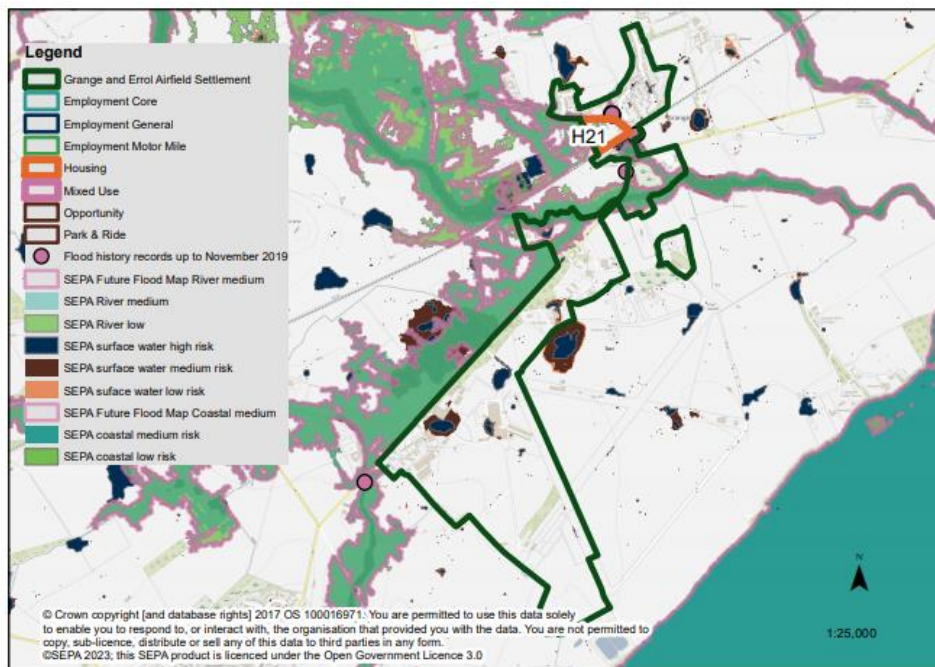 Legend
Grange and Errol Airfield Settlement
Employment Core
Employment General
Employment Motor Mile
Housing
Mixed Use
Opportunity
Park & Ride
Flood history records up to November 2019
SEPA Future Flood Map River medium
SEPA River medium
SEPA River low
SEPA surface water high risk
SEPA surface water medium risk
SEPA suface water low risk
SEPA Future Flood Map Coastal medium
SEPA coastal medium risk
SEPA coastal low risk
H21
N
1:25,000
© Crown copyright [and database rights] 2017 OS 100016971. You are permitted to use this data solely
to enable you to respond to, or interact with, the organisation that provided you with the data. You are not permitted to
copy, sub-licence, distribute or sell any of this data to third parties in any form.
©SEPA 2023; this SEPA product is licenced under the Open Government Licence 3.0